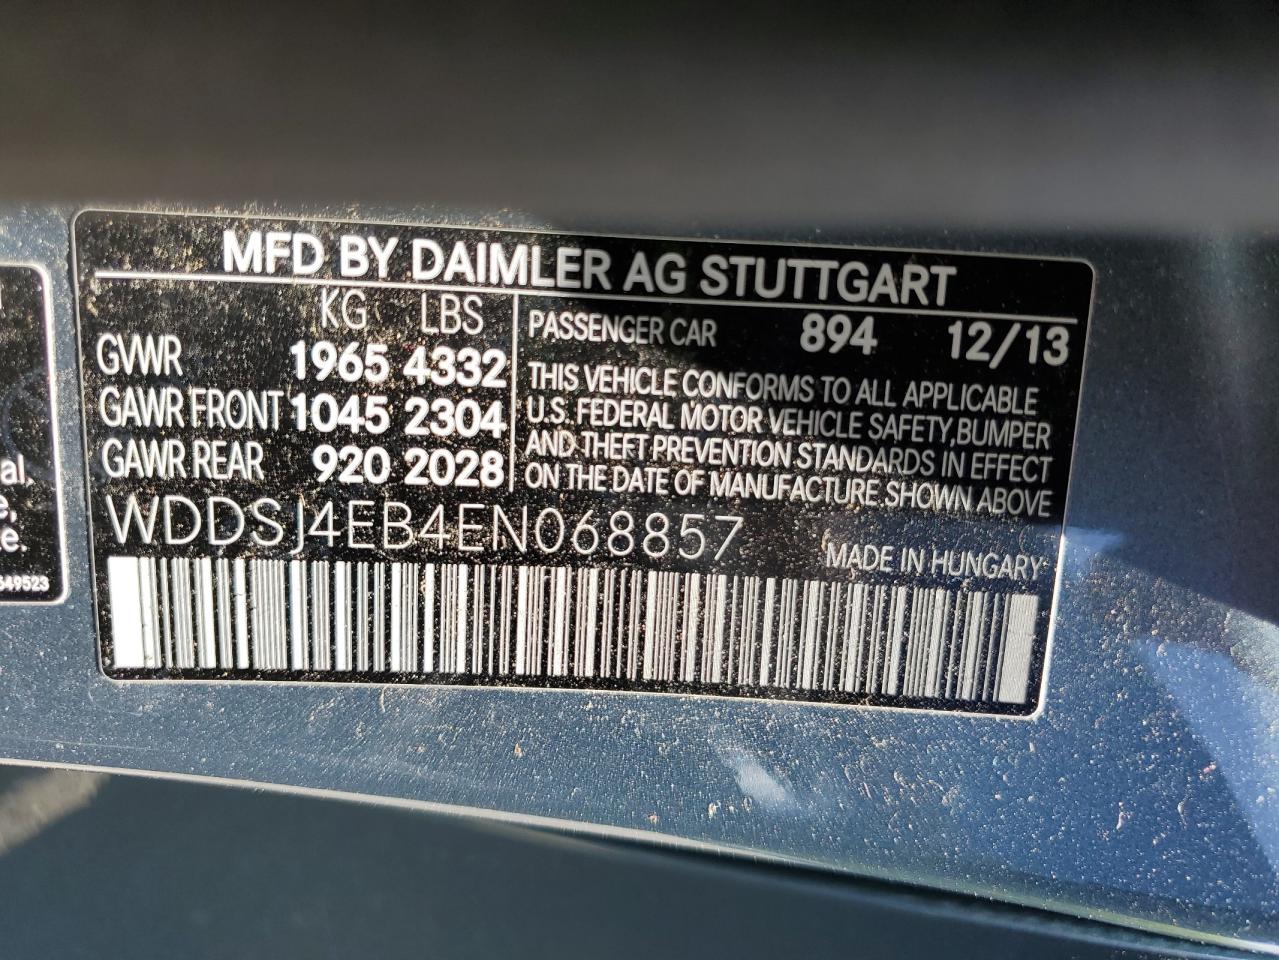 MFD BY DAIMLER AG STUTTGART
KG LBS
GVWR 1965 4332
GAWR FRONT 1045 2304
GAWR REAR 920 2028
PASSENGER CAR 894 12/13
THIS VEHICLE CONFORMS TO ALL APPLICABLE
U.S. FEDERAL MOTOR VEHICLE SAFETY,BUMPER
AND THEFT PREVENTION STANDARDS IN EFFECT
ON THE DATE OF MANUFACTURE SHOWN ABOVE
WDDSJ4EB4EN068857
MADE IN HUNGARY
al,
e,
e.
649523